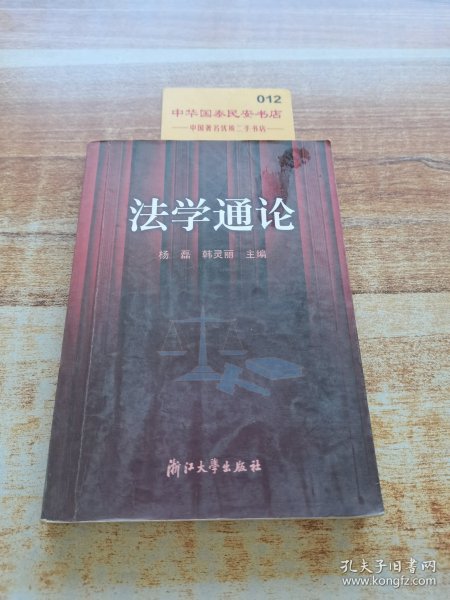 012
中华国泰民安书店
中国著名实体二手书店
法学通论
杨磊 韩灵丽 主编
浙江大学出版社
孔夫子旧书网
www.kongfz.com